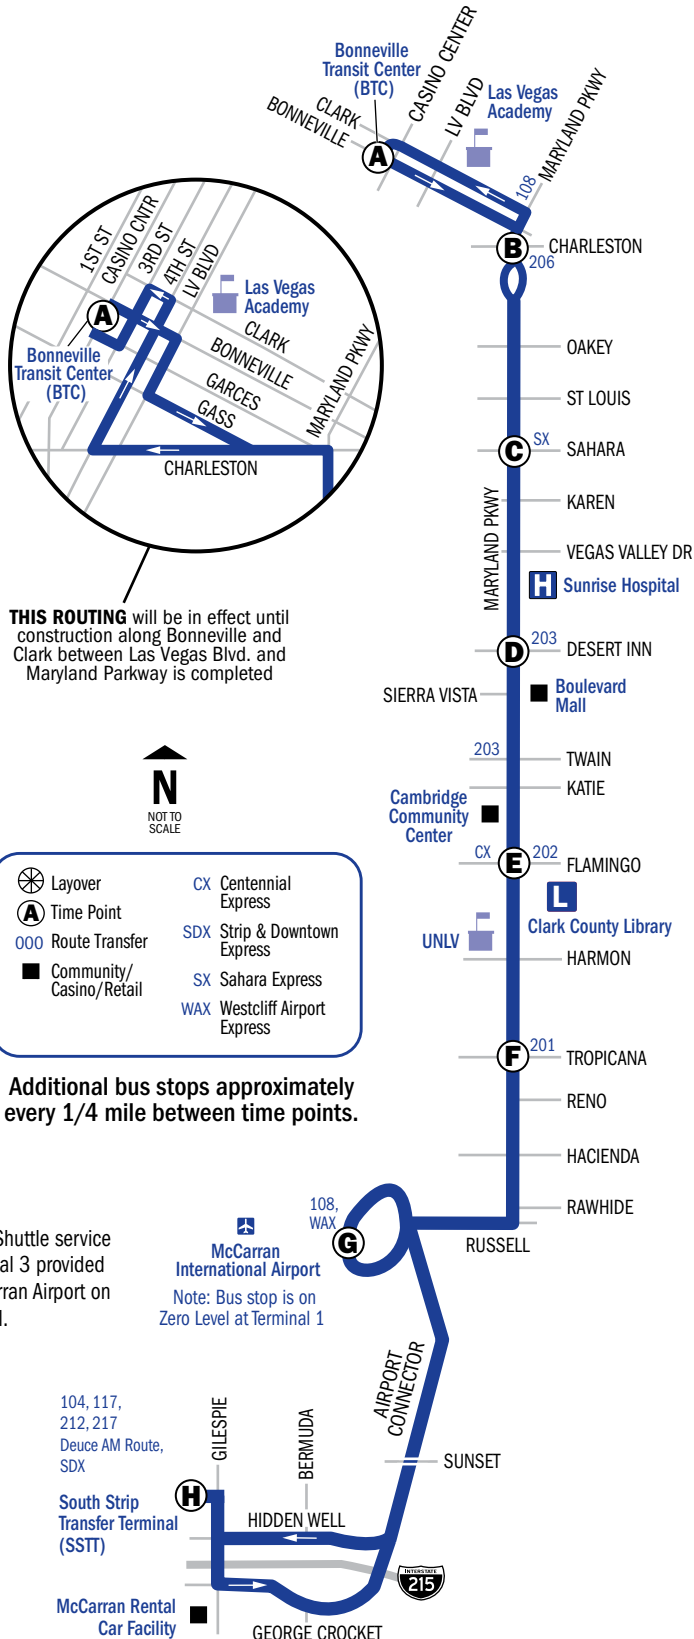 Bonneville
Transit Center
(BTC)
CASINO CENTER
CLARK
BONNEVILLE
LV BLVD
Las Vegas
Academy
MARYLAND PKWY
A
108
B
CHARLESTON
206
1ST ST
CASINO CNTR
3RD ST
4TH ST
LV BLVD
Las Vegas
Academy
A
CLARK
BONNEVILLE
GARCES
GASS
MARYLAND PKWY
Bonneville
Transit Center
(BTC)
CHARLESTON
THIS ROUTING will be in effect until
construction along Bonneville and
Clark between Las Vegas Blvd. and
Maryland Parkway is completed
OAKEY
ST LOUIS
C
SX
SAHARA
MARYLAND PKWY
KAREN
VEGAS VALLEY DR
H
Sunrise Hospital
D
203
DESERT INN
SIERRA VISTA
Boulevard
Mall
203
TWAIN
KATIE
Cambridge
Community
Center
CX
E
202
FLAMINGO
L
Clark County Library
UNLV
HARMON
F
201
TROPICANA
RENO
HACIENDA
RAWHIDE
RUSSELL
N
NOT TO
SCALE
Layover
A
Time Point
000
Route Transfer
Community/
Casino/Retail
CX
Centennial
Express
SDX
Strip & Downtown
Express
SX
Sahara Express
WAX
Westcliff Airport
Express
Additional bus stops approximately
every 1/4 mile between time points.
Shuttle service
al 3 provided
rran Airport on
l.
108,
WAX
G
McCarran
International Airport
Note: Bus stop is on
Zero Level at Terminal 1
AIRPORT
CONNECTOR
SUNSET
104, 117,
212, 217
Deuce AM Route,
SDX
GILESPIE
BERMUDA
H
South Strip
Transfer Terminal
(SSTT)
HIDDEN WELL
INTERSTATE
215
McCarran Rental
Car Facility
GEORGE CROCKET